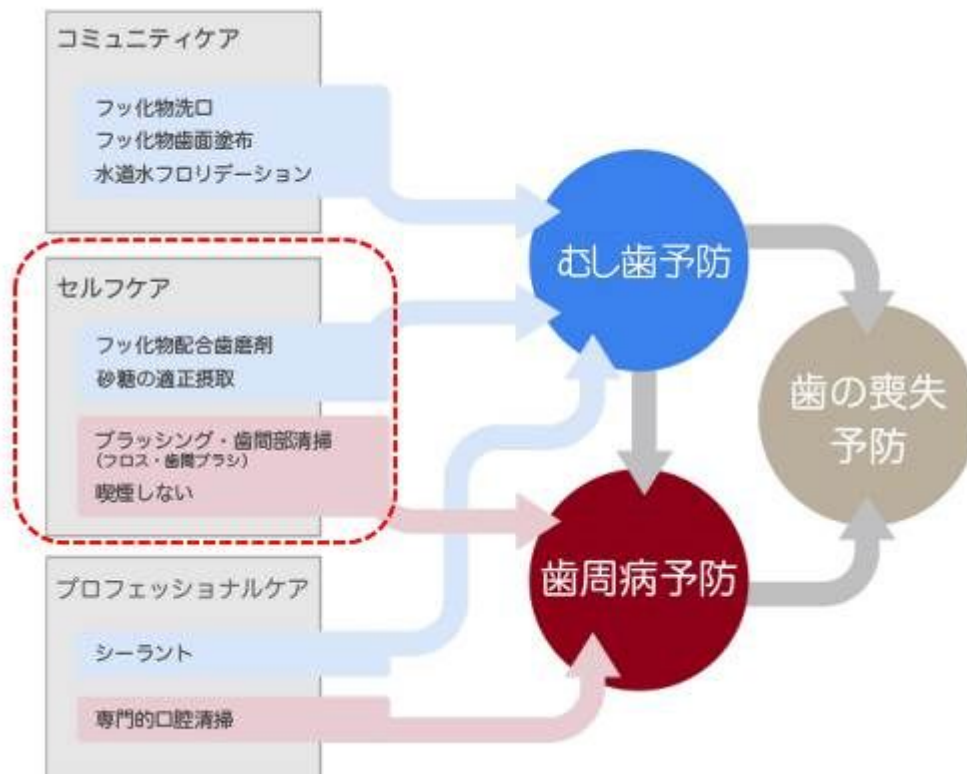 コミュニティケア
フッ化物洗口
フッ化物歯面塗布
水道水フロリデーション
セルフケア
フッ化物配合歯磨剤
砂糖の適正摂取
ブラッシング・歯間部清掃
(フロス・歯間ブラシ)
喫煙しない
プロフェッショナルケア
シーラント
専門的口腔清掃
むし歯予防
歯周病予防
歯の喪失
予防